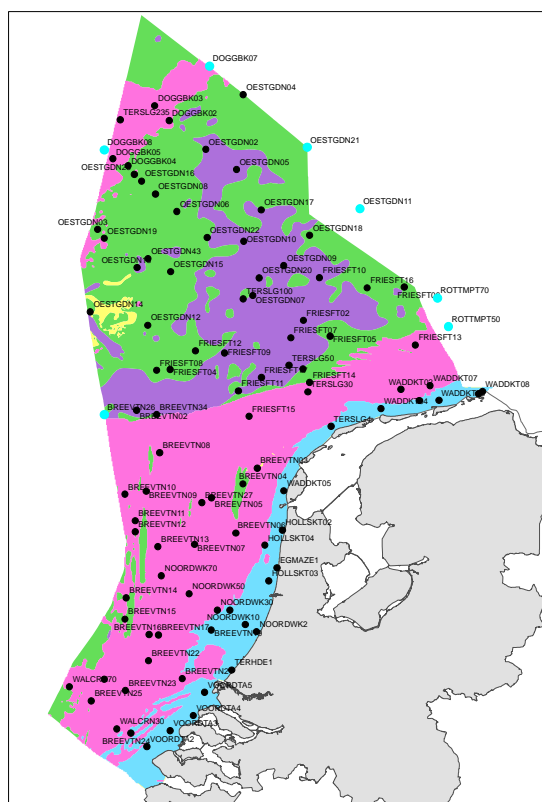 DOGGBK07
OESTGDN04
DOGGBK03
TERSLG235
DOGGBK02
OESTGDN02
OESTGDN21
DOGGBK08
DOGGBK05
DOGGBK04
OESTGDN05
OESTGDN16
OESTGDN08
OESTGDN06
OESTGDN17
OESTGDN11
OESTGDN03
OESTGDN19
OESTGDN22
OESTGDN10
OESTGDN18
OESTGDN43
OESTGDN15
OESTGDN09
OESTGDN20
FRIESFT10
FRIESFT16
ROTTMPT70
TERSLG100
OESTGDN07
OESTGDN14
OESTGDN12
FRIESFT02
ROTTMPT50
FRIESFT07
FRIESFT05
FRIESFT13
FRIESFT12
FRIESFT09
FRIESFT08
FRIESFT04
TERSLG50
FRIESFT14
FRIESFT11
TERSLG30
WADDKT07
WADDKT08
BREEVTN26
BREEVTN34
BREEVTN02
FRIESFT15
BREEVTN08
BREEVTN03
BREEVTN04
WADDKT05
BREEVTN10
BREEVTN09
BREEVTN27
BREEVTN05
BREEVTN11
BREEVTN12
BREEVTN06
HOLLSKT02
BREEVTN13
BREEVTN07
HOLLSKT04
EGMAZE1
NOORDWK70
HOLLSKT03
BREEVTN14
NOORDWK50
BREEVTN15
NOORDWK30
NOORDWK10
NOORDWK2
BREEVTN16
BREEVTN17
BREEVTN22
TERHDE1
WALCRN70
BREEVTN23
BREEVTN25
VOORDTA5
VOORDTA4
WALCRN30
VOORDTA3
BREEVTN24
VOORDTA2